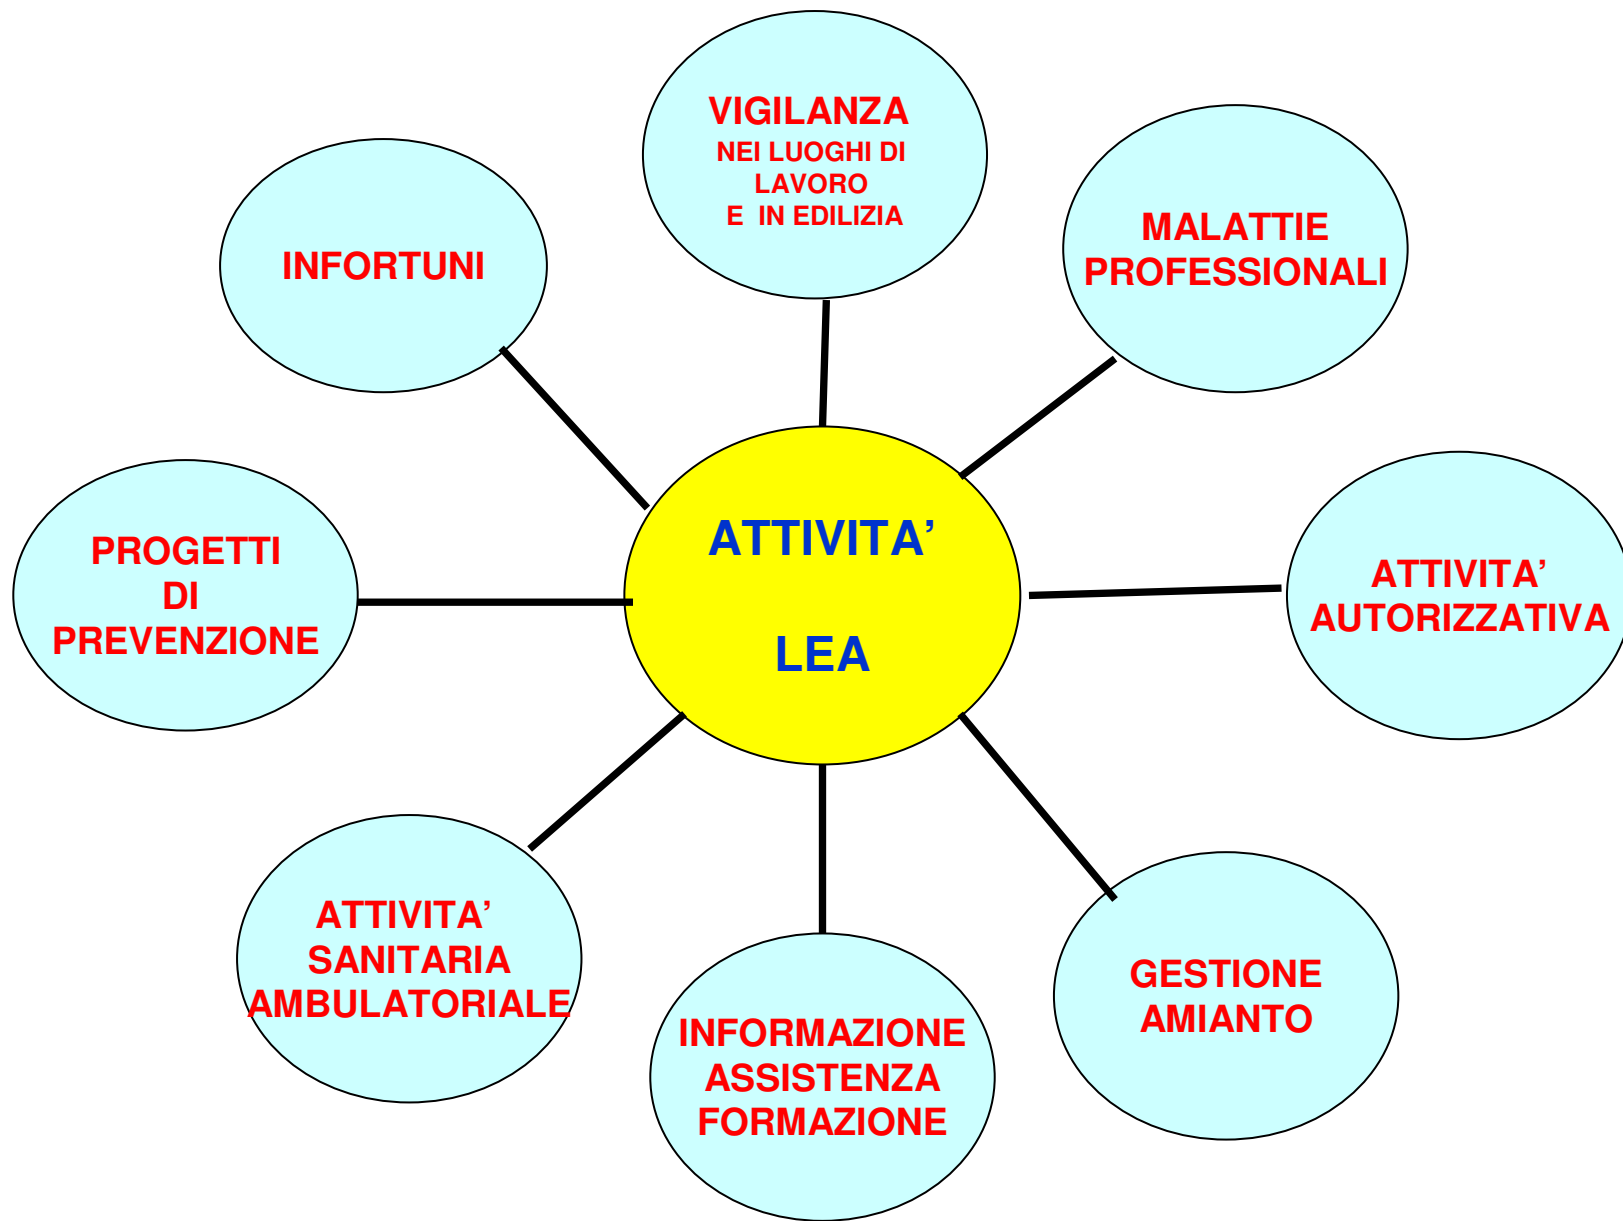 VIGILANZA
NEI LUOGHI DI
LAVORO
E IN EDILIZIA
MALATTIE
PROFESSIONALI
INFORTUNI
ATTIVITA’
LEA
PROGETTI
DI
PREVENZIONE
ATTIVITA’
AUTORIZZATIVA
ATTIVITA’
SANITARIA
AMBULATORIALE
INFORMAZIONE
ASSISTENZA
FORMAZIONE
GESTIONE
AMIANTO